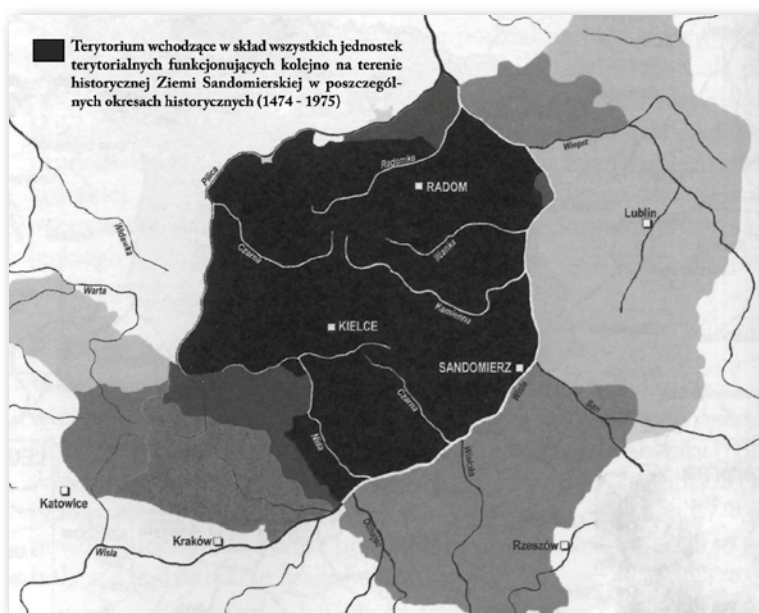 Terytorium wchodzące w skład wszystkich jednostek
terytorialnych funkcjonujących kolejno na terenie
historycznej Ziemi Sandomierskiej w poszczegól-
nych okresach historycznych (1474 - 1975)
Pilica
Radomka
Wieprz
RADOM
Lublin
Widawka
Czarna
Iłżanka
Warta
Kamienna
KIELCE
SANDOMIERZ
Wisła
Czarna
San
Nida
Wisłoka
Katowice
Dunajec
Kraków
Rzeszów
Wisła